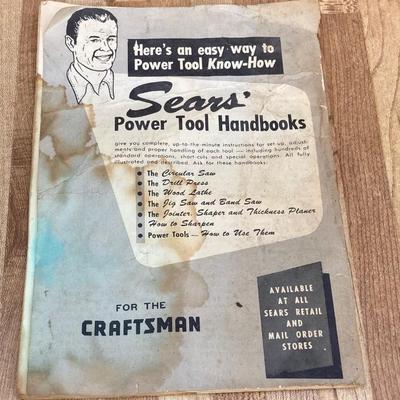 Here's an easy way to
Power Tool Know-How
Sears'
Power Tool Handbooks
give you complete, up-to-the-minute instructions for set-up, adjust-
ments and proper handling of each tool — including hundreds of
standard operations, short-cuts and special operations. All fully
illustrated and described. Ask for these handbooks:
• The Circular Saw
• The Drill Press
• The Wood Lathe
• The Jig Saw and Band Saw
• The Jointer, Shaper and Thickness Planer
• How to Sharpen
• Power Tools — How to Use Them
FOR THE
CRAFTSMAN
AVAILABLE
AT ALL
SEARS RETAIL
AND
MAIL ORDER
STORES